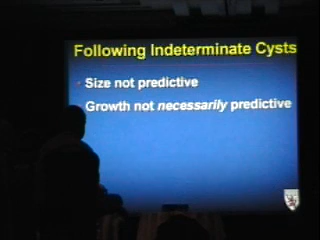 Following Indeterminate Cysts
Size not predictive
Growth not necessarily predictive